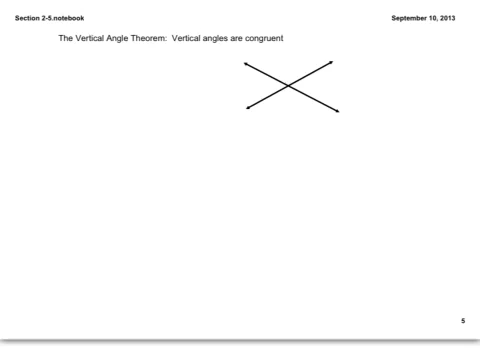 Section 2-5.notebook
September 10, 2013
The Vertical Angle Theorem:  Vertical angles are congruent
5